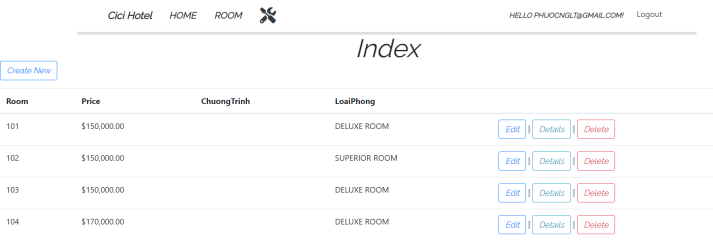 Cici Hotel HOME ROOM HELLO PHUOCNGLT@GMAIL.COM! Logout
Index
Create New
Room Price ChuongTrinh LoaiPhong
101 $150,000.00 DELUXE ROOM Edit | Details | Delete
102 $150,000.00 SUPERIOR ROOM Edit | Details | Delete
103 $150,000.00 DELUXE ROOM Edit | Details | Delete
104 $170,000.00 DELUXE ROOM Edit | Details | Delete